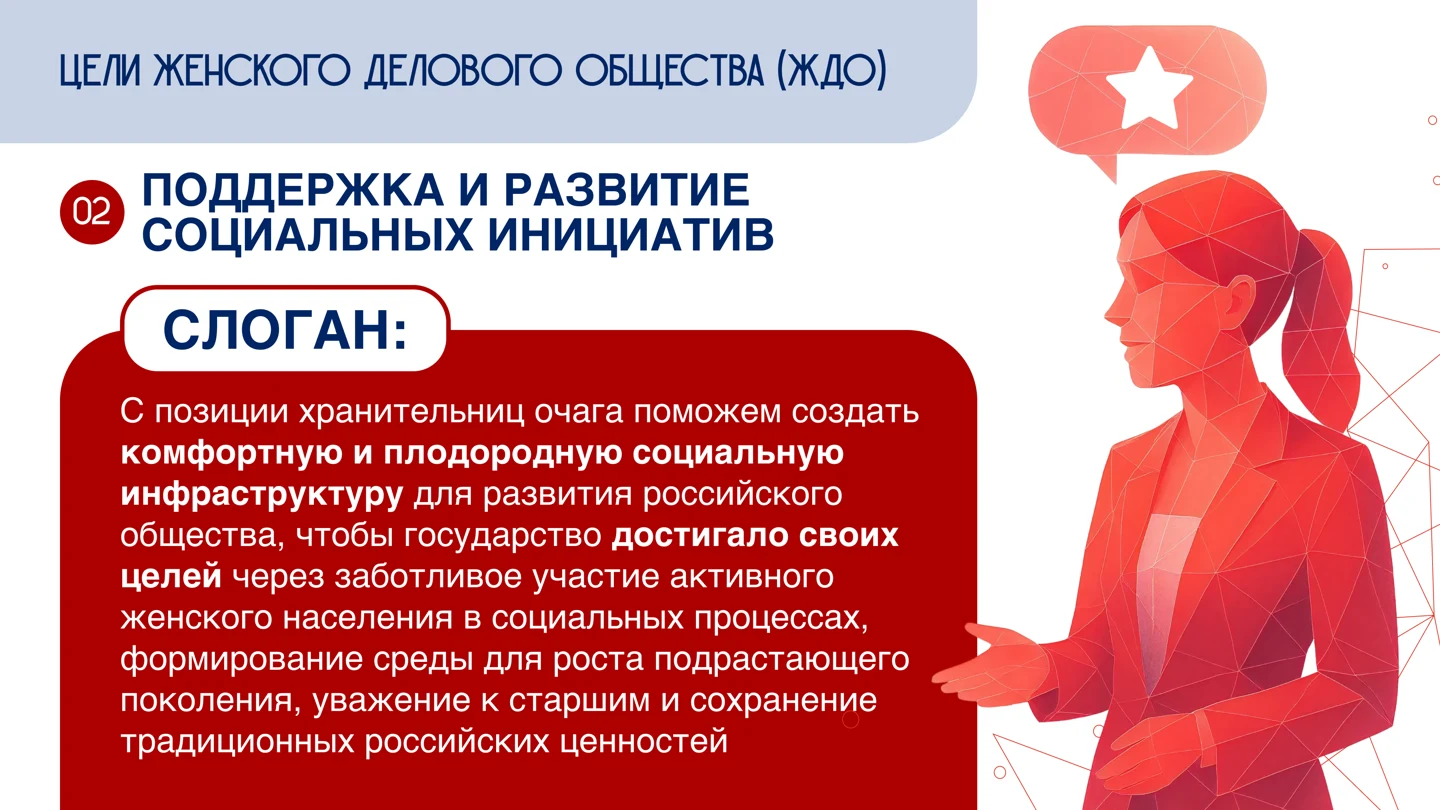 ЦЕЛИ ЖЕНСКОГО ДЕЛОВОГО ОБЩЕСТВА (ЖДО)
02
ПОДДЕРЖКА И РАЗВИТИЕ
СОЦИАЛЬНЫХ ИНИЦИАТИВ
СЛОГАН:
С позиции хранительниц очага поможем создать
комфортную и плодородную социальную
инфраструктуру для развития российского
общества, чтобы государство достигало своих
целей через заботливое участие активного
женского населения в социальных процессах,
формирование среды для роста подрастающего
поколения, уважение к старшим и сохранение
традиционных российских ценностей